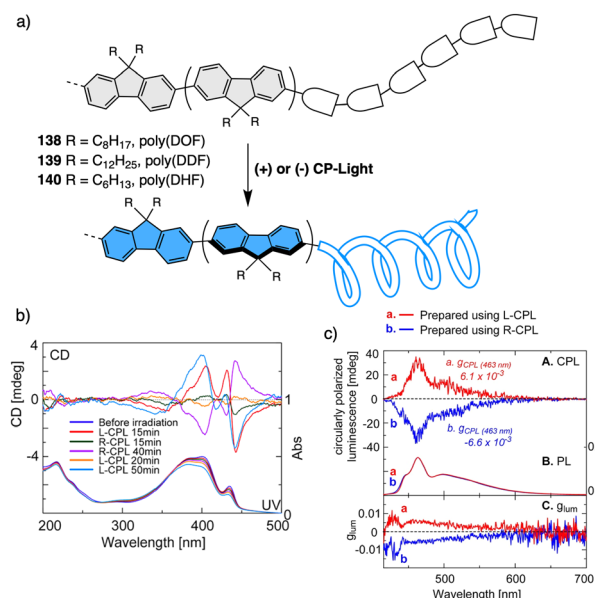 a)
R R
R R
R R
138 R = C₈H₁₇, poly(DOF)
139 R = C₁₂H₂₅, poly(DDF)
140 R = C₆H₁₃, poly(DHF)
(+) or (-) CP-Light
R R
R R
b)
CD
CD [mdeg]
4
0
-4
1
0
Abs
Before irradiation
L-CPL 15min
R-CPL 15min
R-CPL 40min
L-CPL 20min
L-CPL 50min
UV
200 300 400 500
Wavelength [nm]
a. Prepared using L-CPL
b. Prepared using R-CPL
c)
circularly polarized
luminescence [mdeg]
40
20
0
-20
-40
a
b
a. gCPL (463 nm)
6.1 x 10⁻³
A. CPL
b. gCPL (463 nm)
-6.6 x 10⁻³
0
a
b
B. PL
0
glum
0.01
0
-0.01
a
b
C. glum
500 600 700
Wavelength [nm]